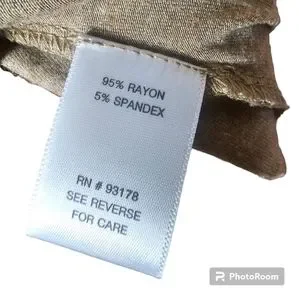 95% RAYON
5% SPANDEX
RN # 93178
SEE REVERSE
FOR CARE
PhotoRoom